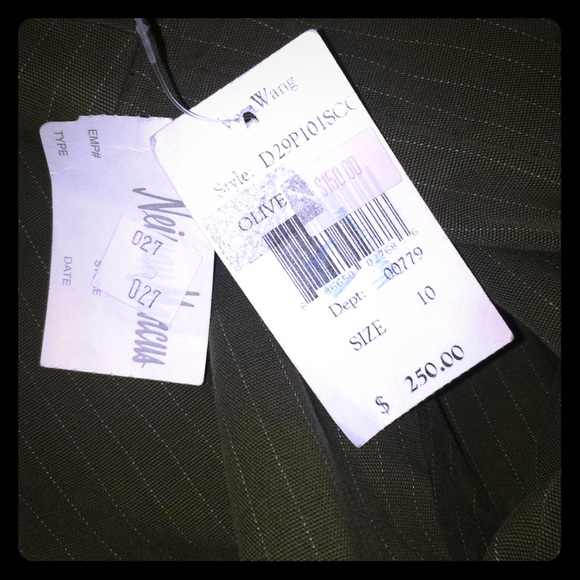 EMP#
TYPE
DATE
027
027
Wang
Style: D29P101SCC
OLIVE
$150.00
Dept: 00779
SIZE 10
$ 250.00